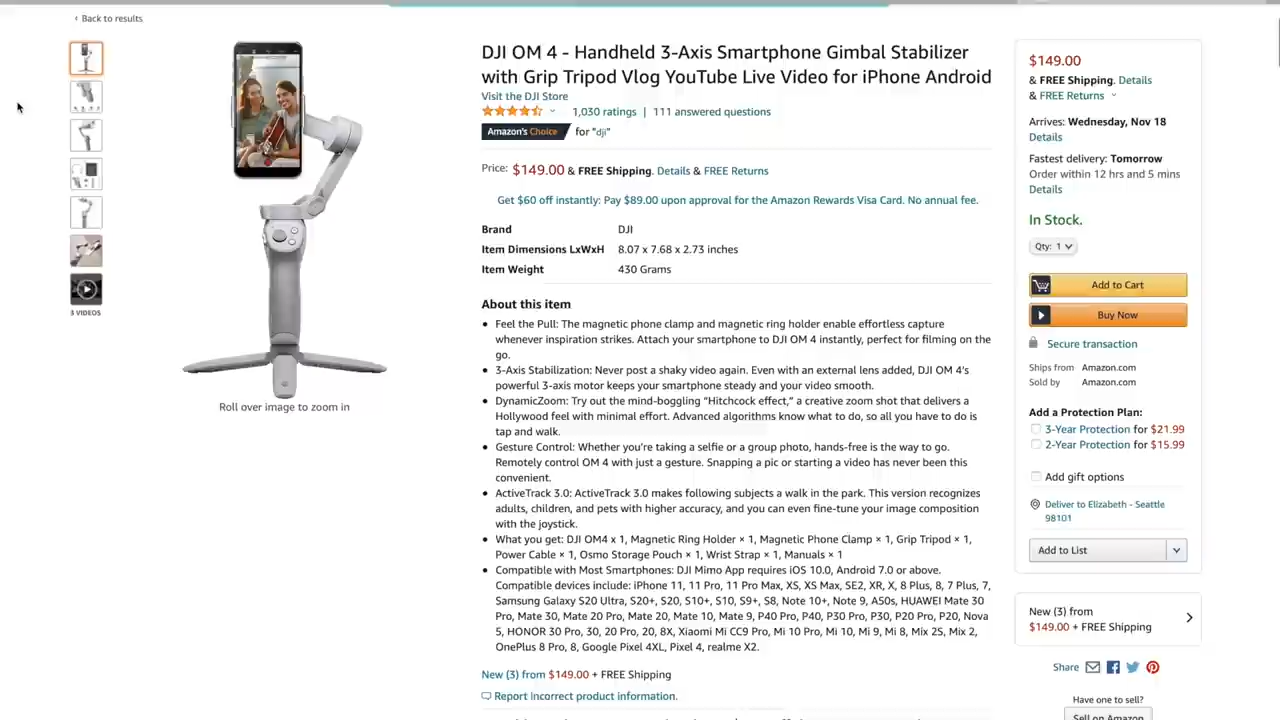 ‹ Back to results
3 VIDEOS
Roll over image to zoom in
DJI OM 4 - Handheld 3-Axis Smartphone Gimbal Stabilizer
with Grip Tripod Vlog YouTube Live Video for iPhone Android
Visit the DJI Store
1,030 ratings | 111 answered questions
Amazon's Choice for "dji"
Price: $149.00 & FREE Shipping. Details & FREE Returns
Get $60 off instantly: Pay $89.00 upon approval for the Amazon Rewards Visa Card. No annual fee.
Brand DJI
Item Dimensions LxWxH 8.07 x 7.68 x 2.73 inches
Item Weight 430 Grams
About this item
• Feel the Pull: The magnetic phone clamp and magnetic ring holder enable effortless capture
whenever inspiration strikes. Attach your smartphone to DJI OM 4 instantly, perfect for filming on the
go.
• 3-Axis Stabilization: Never post a shaky video again. Even with an external lens added, DJI OM 4's
powerful 3-axis motor keeps your smartphone steady and your video smooth.
• DynamicZoom: Try out the mind-boggling "Hitchcock effect," a creative zoom shot that delivers a
Hollywood feel with minimal effort. Advanced algorithms know what to do, so all you have to do is
tap and walk.
• Gesture Control: Whether you're taking a selfie or a group photo, hands-free is the way to go.
Remotely control OM 4 with just a gesture. Snapping a pic or starting a video has never been this
convenient.
• ActiveTrack 3.0: ActiveTrack 3.0 makes following subjects a walk in the park. This version recognizes
adults, children, and pets with higher accuracy, and you can even fine-tune your image composition
with the joystick.
• What you get: DJI OM4 x 1, Magnetic Ring Holder × 1, Magnetic Phone Clamp × 1, Grip Tripod × 1,
Power Cable × 1, Osmo Storage Pouch × 1, Wrist Strap × 1, Manuals × 1
• Compatible with Most Smartphones: DJI Mimo App requires iOS 10.0, Android 7.0 or above.
Compatible devices include: iPhone 11, 11 Pro, 11 Pro Max, XS, XS Max, SE2, XR, X, 8 Plus, 8, 7 Plus, 7,
Samsung Galaxy S20 Ultra, S20+, S20, S10+, S10, S9+, S8, Note 10+, Note 9, A50s, HUAWEI Mate 30
Pro, Mate 30, Mate 20 Pro, Mate 20, Mate 10, Mate 9, P40 Pro, P40, P30 Pro, P30, P20 Pro, P20, Nova
5, HONOR 30 Pro, 30, 20 Pro, 20, 8X, Xiaomi Mi CC9 Pro, Mi 10 Pro, Mi 10, Mi 9, Mi 8, Mix 2S, Mix 2,
OnePlus 8 Pro, 8, Google Pixel 4XL, Pixel 4, realme X2.
New (3) from $149.00 + FREE Shipping
Report incorrect product information.
$149.00
& FREE Shipping. Details
& FREE Returns
Arrives: Wednesday, Nov 18
Details
Fastest delivery: Tomorrow
Order within 12 hrs and 5 mins
Details
In Stock.
Qty: 1
Add to Cart
Buy Now
Secure transaction
Ships from Amazon.com
Sold by Amazon.com
Add a Protection Plan:
3-Year Protection for $21.99
2-Year Protection for $15.99
Add gift options
Deliver to Elizabeth - Seattle
98101
Add to List
New (3) from
$149.00 + FREE Shipping
Share
Have one to sell?
Sell on Amazon